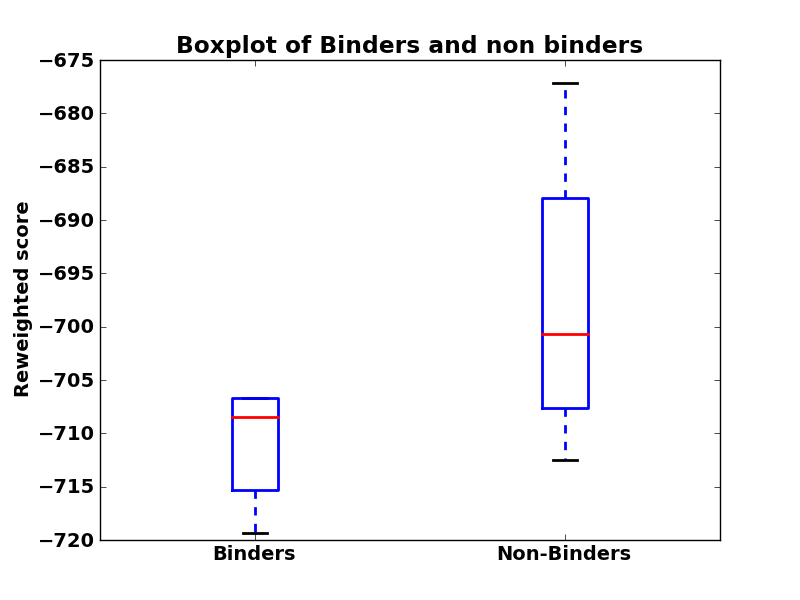 Boxplot of Binders and non binders
Reweighted score
−675
−680
−685
−690
−695
−700
−705
−710
−715
−720
Binders
Non-Binders